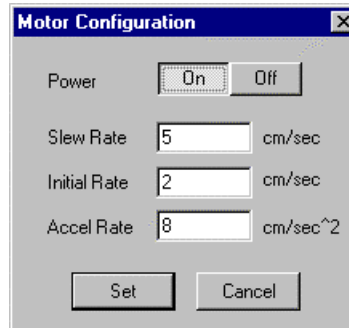 Motor Configuration
Power On Off
Slew Rate 5 cm/sec
Initial Rate 2 cm/sec
Accel Rate 8 cm/sec^2
Set Cancel